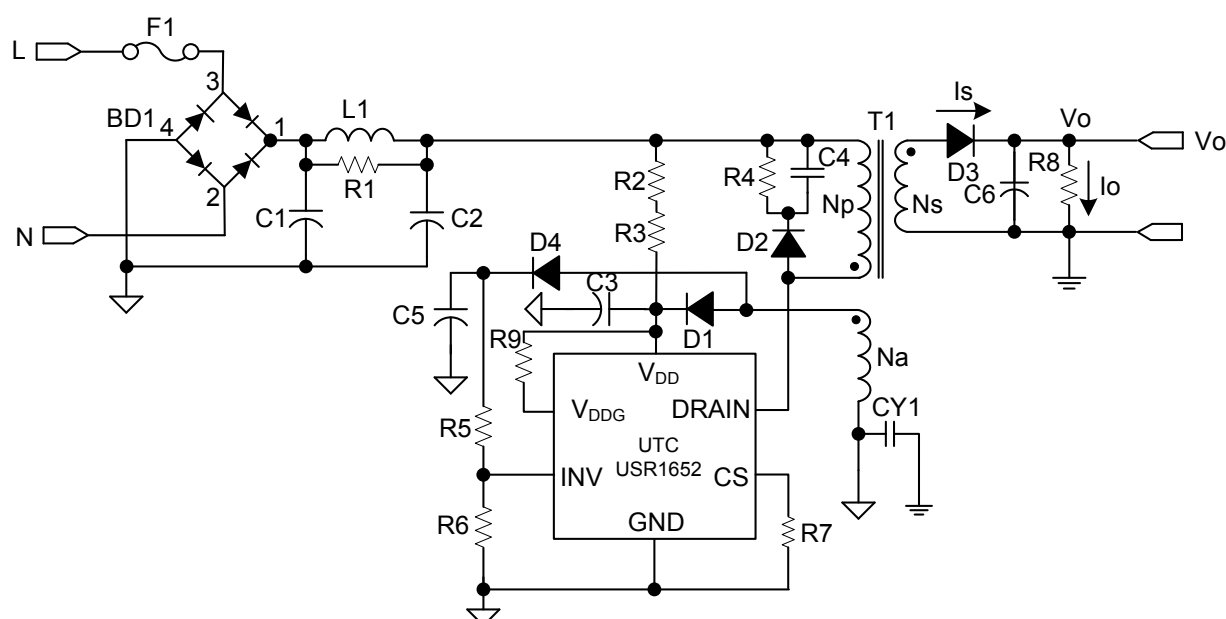 F1
L
3
BD1
4
1
2
L1
R1
C1
C2
N
R2
R3
R4
C4
D2
Np
T1
Ns
Is
D3
C6
Vo
R8
Io
Vo
D4
C3
C5
R9
D1
Na
CY1
VDD
VDDG
DRAIN
UTC
USR1652
INV
CS
GND
R5
R6
R7